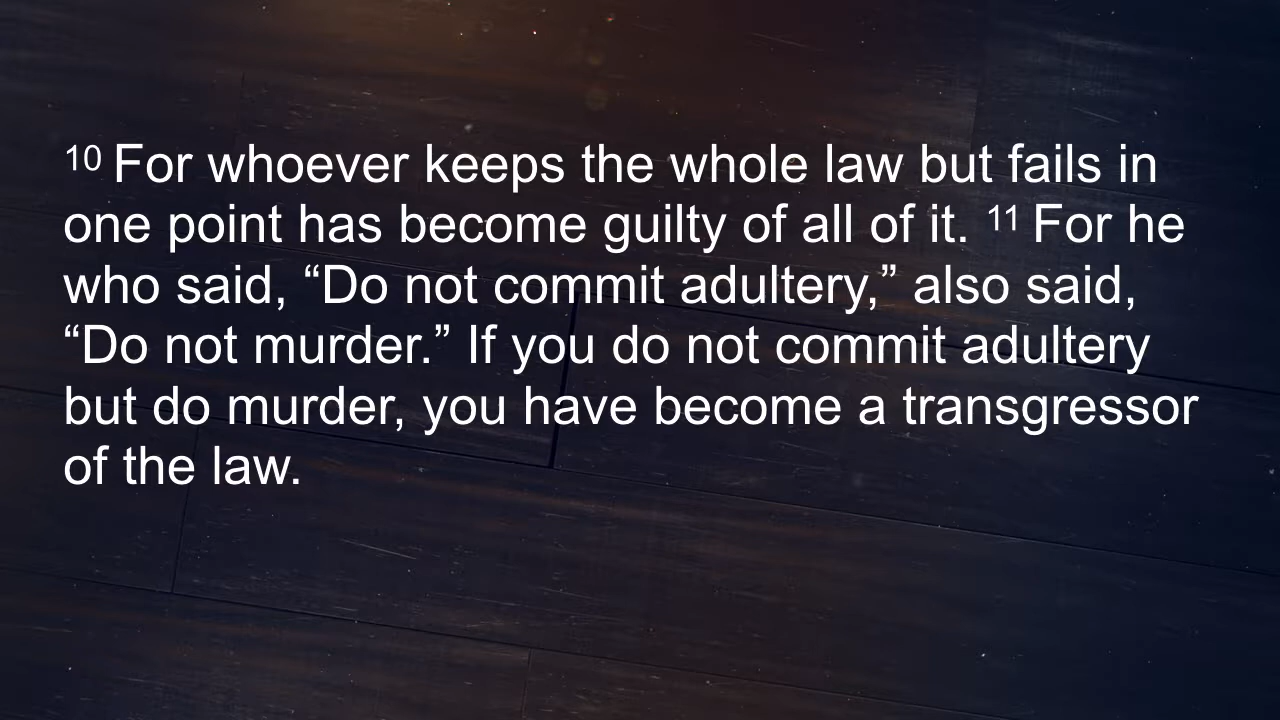 10 For whoever keeps the whole law but fails in
one point has become guilty of all of it. 11 For he
who said, “Do not commit adultery,” also said,
“Do not murder.” If you do not commit adultery
but do murder, you have become a transgressor
of the law.